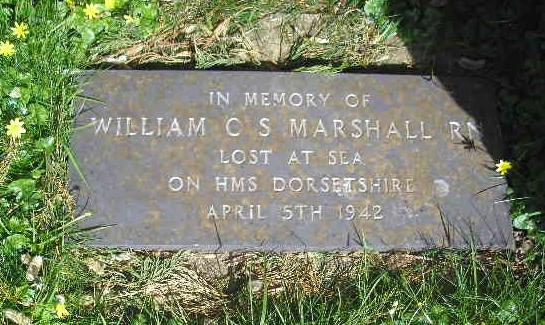 IN MEMORY OF
WILLIAM C S MARSHALL RN
LOST AT SEA
ON HMS DORSETSHIRE
APRIL 5TH 1942